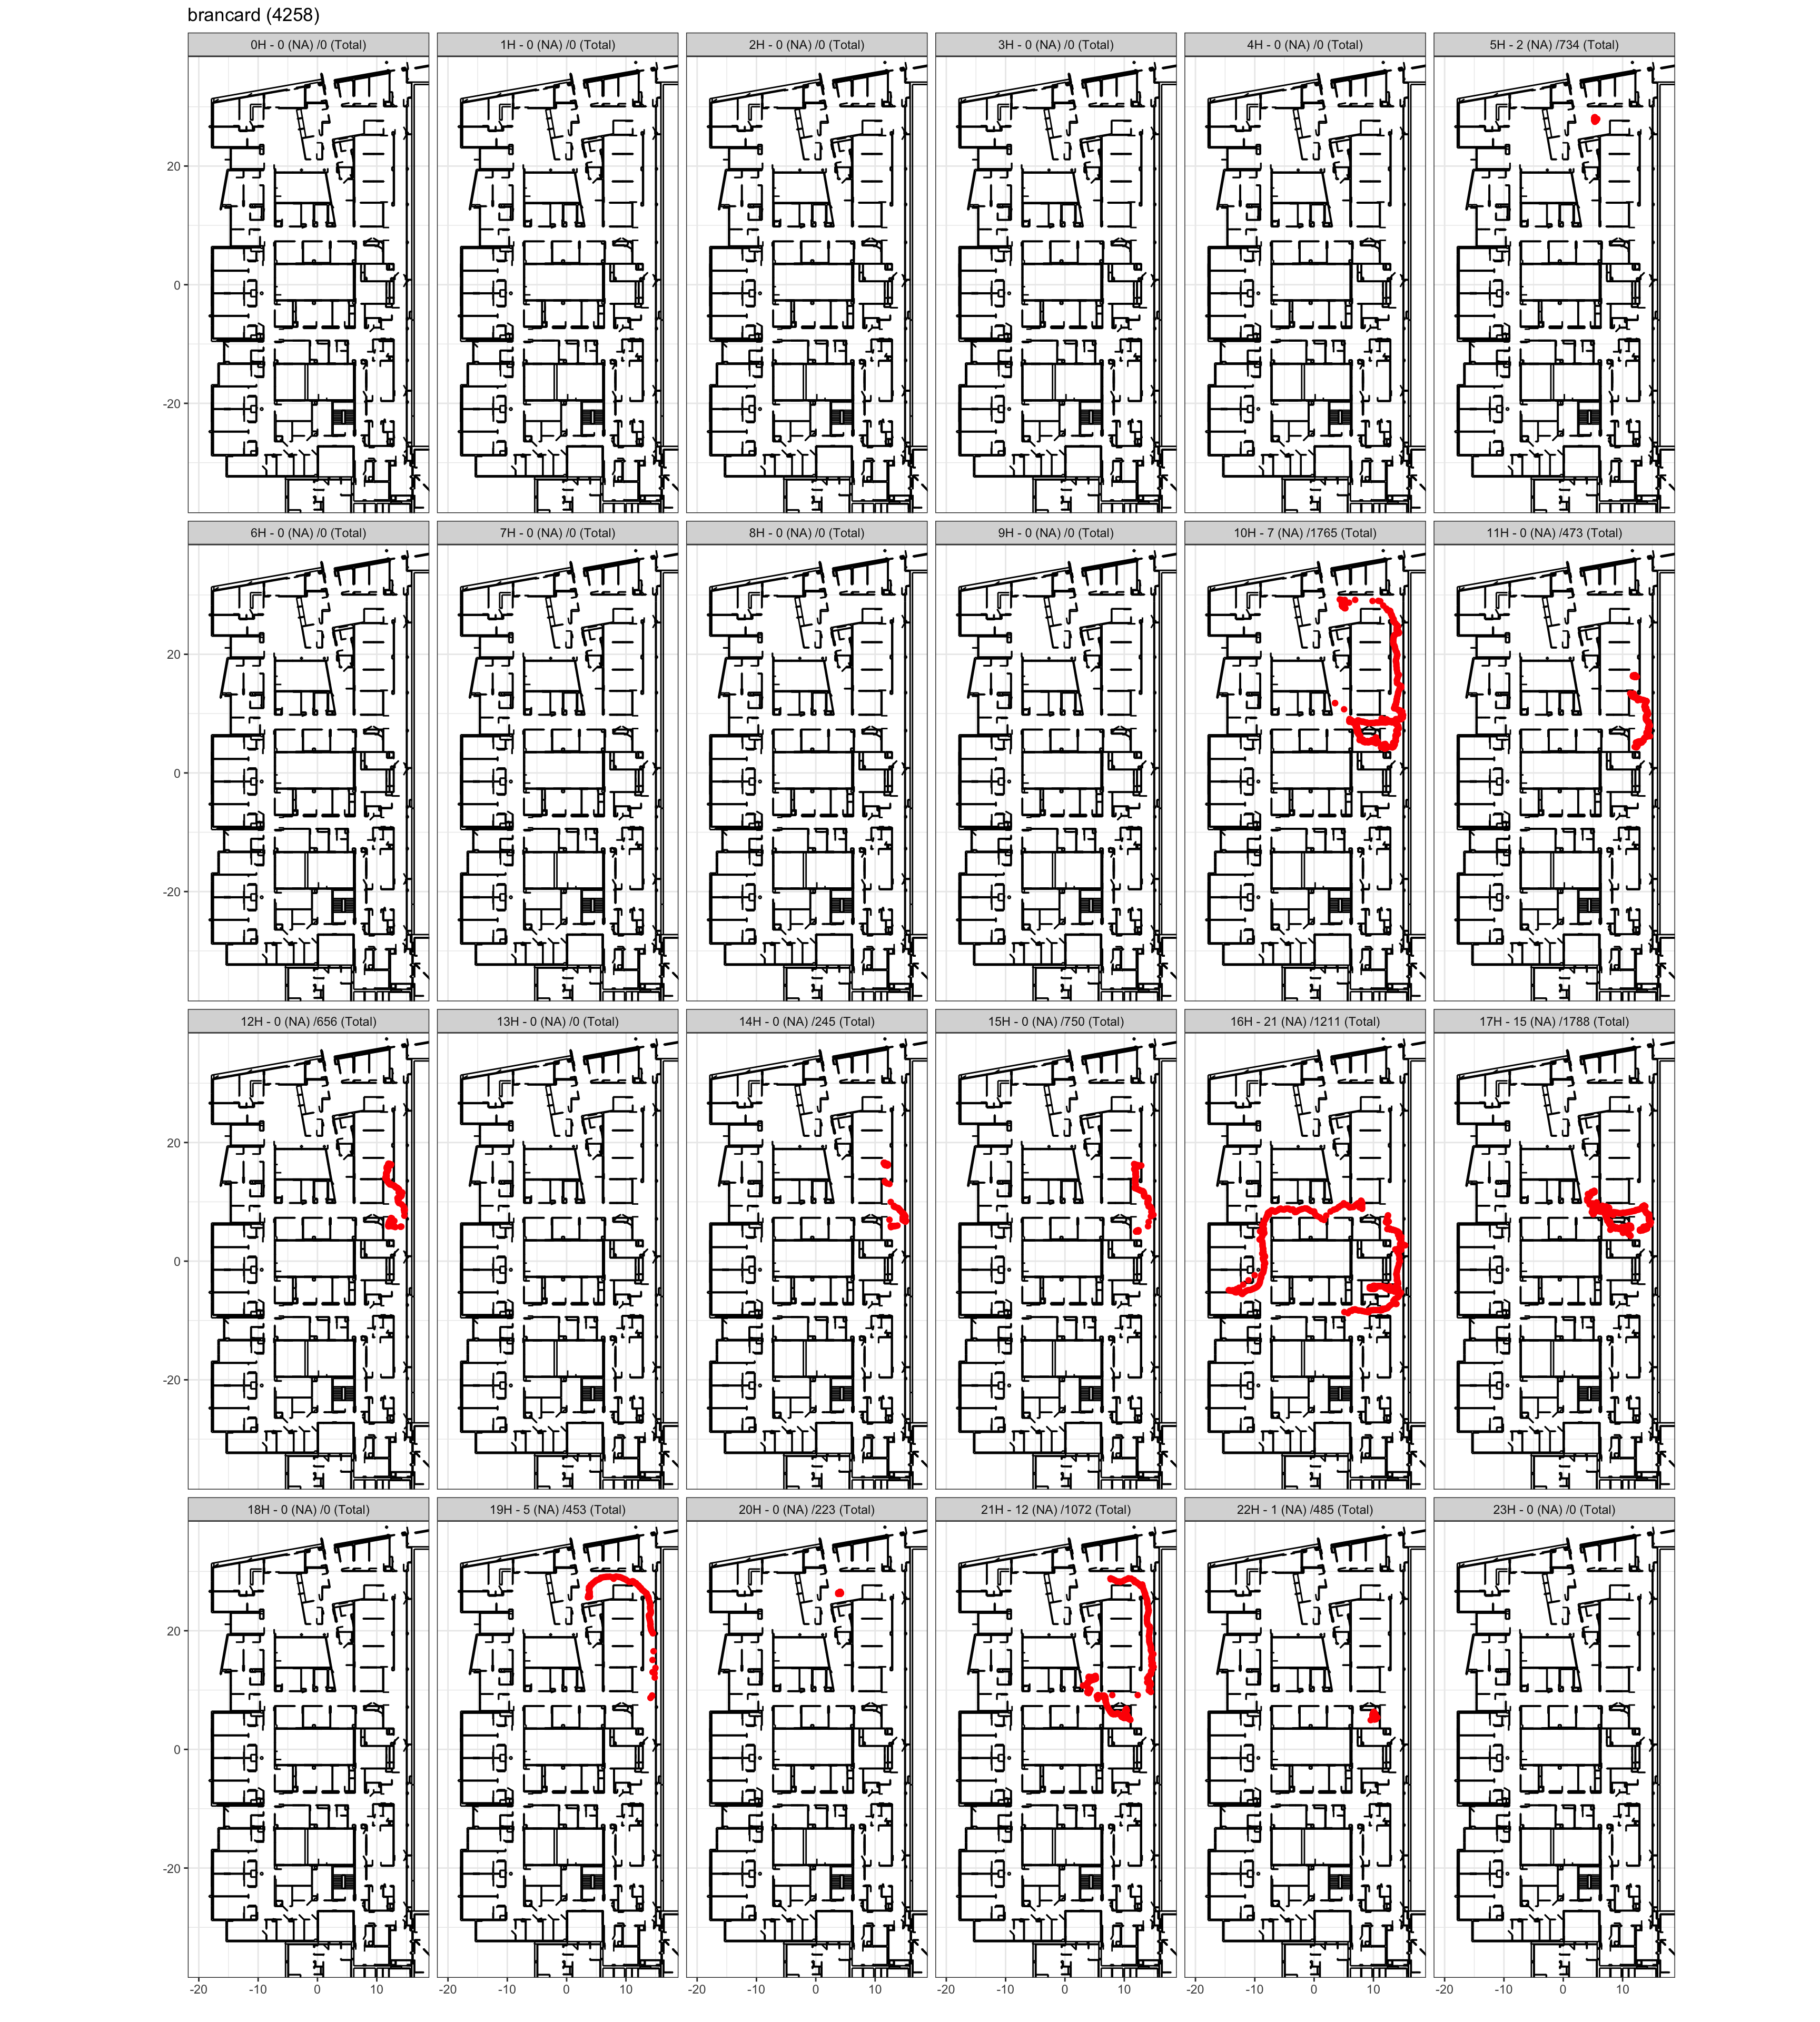 brancard (4258)
0H - 0 (NA) /0 (Total) 1H - 0 (NA) /0 (Total) 2H - 0 (NA) /0 (Total) 3H - 0 (NA) /0 (Total) 4H - 0 (NA) /0 (Total) 5H - 2 (NA) /734 (Total)
20
0
-20
6H - 0 (NA) /0 (Total) 7H - 0 (NA) /0 (Total) 8H - 0 (NA) /0 (Total) 9H - 0 (NA) /0 (Total) 10H - 7 (NA) /1765 (Total) 11H - 0 (NA) /473 (Total)
20
0
-20
12H - 0 (NA) /656 (Total) 13H - 0 (NA) /0 (Total) 14H - 0 (NA) /245 (Total) 15H - 0 (NA) /750 (Total) 16H - 21 (NA) /1211 (Total) 17H - 15 (NA) /1788 (Total)
20
0
-20
18H - 0 (NA) /0 (Total) 19H - 5 (NA) /453 (Total) 20H - 0 (NA) /223 (Total) 21H - 12 (NA) /1072 (Total) 22H - 1 (NA) /485 (Total) 23H - 0 (NA) /0 (Total)
20
0
-20
-20 -10 0 10 -20 -10 0 10 -20 -10 0 10 -20 -10 0 10 -20 -10 0 10 -20 -10 0 10